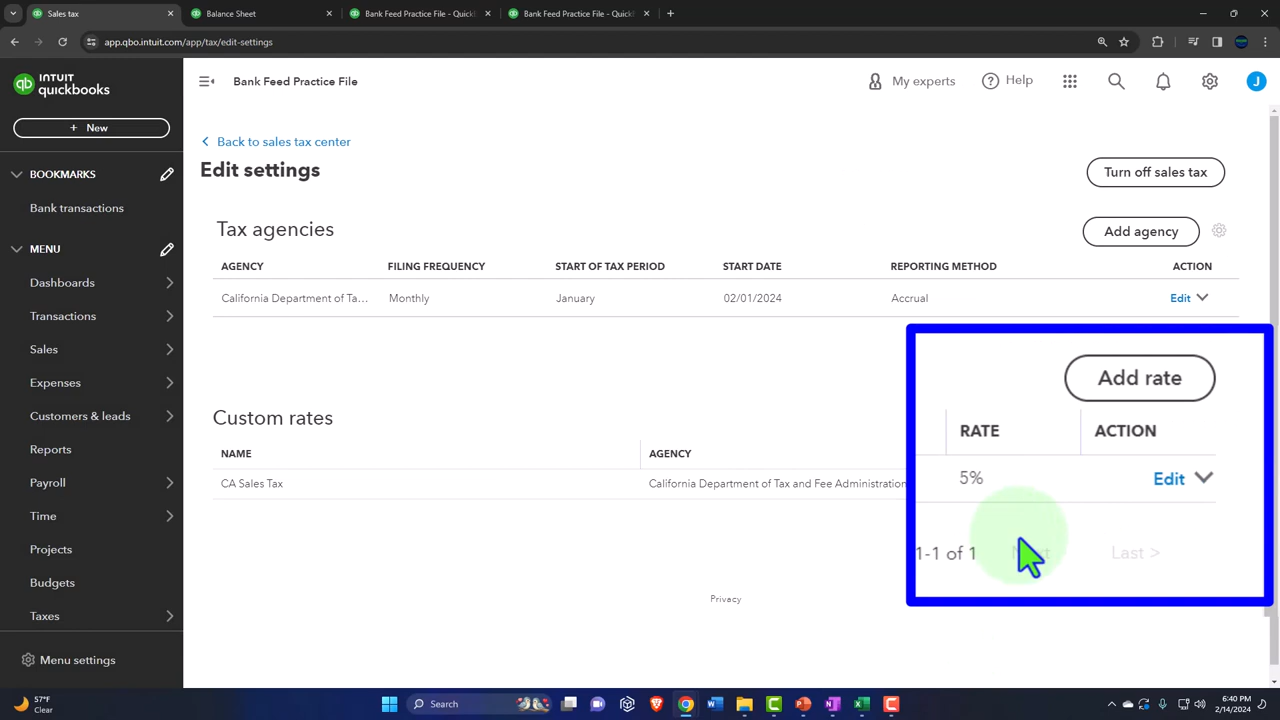 Sales tax
Balance Sheet
Bank Feed Practice File - Quick
Bank Feed Practice File - Quick
app.qbo.intuit.com/app/tax/edit-settings
INTUIT
quickbooks
Bank Feed Practice File
My experts
Help
J
+ New
Back to sales tax center
Edit settings
Turn off sales tax
BOOKMARKS
Bank transactions
Tax agencies
Add agency
MENU
AGENCY FILING FREQUENCY START OF TAX PERIOD START DATE REPORTING METHOD ACTION
Dashboards
California Department of Ta... Monthly January 02/01/2024 Accrual Edit
Transactions
Sales
Expenses
Customers & leads
Reports
Payroll
Time
Projects
Budgets
Taxes
Menu settings
Custom rates
Add rate
NAME AGENCY RATE ACTION
CA Sales Tax California Department of Tax and Fee Administration 5% Edit
1-1 of 1 Next Last >
Privacy
57°F
Clear
Search
6:40 PM
2/14/2024